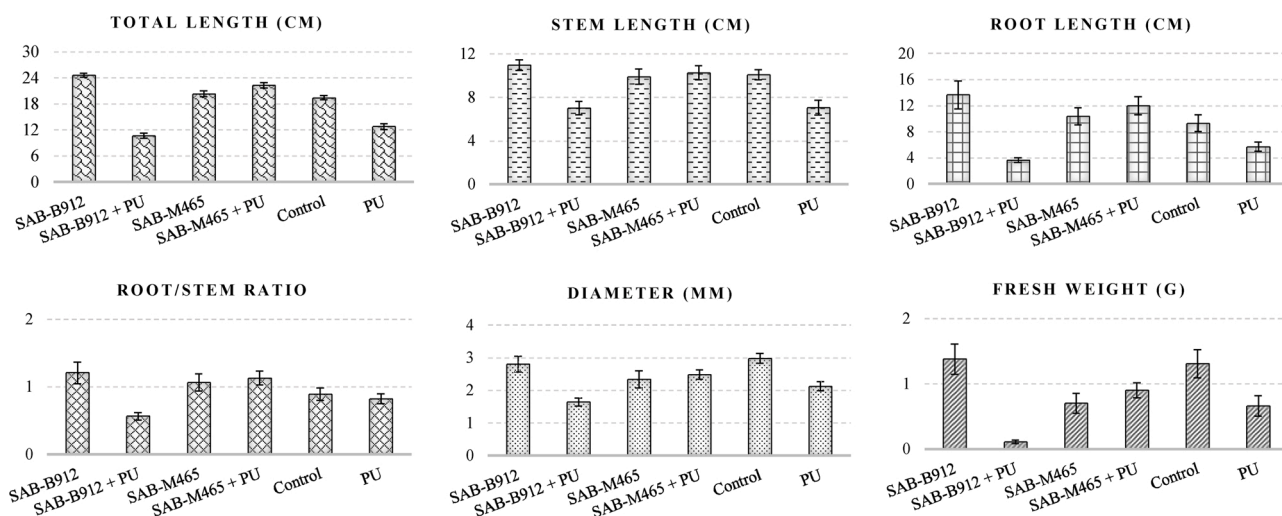 TOTAL LENGTH (CM)
30
24
18
12
6
0
SAB-B912
SAB-B912 + PU
SAB-M465
SAB-M465 + PU
Control
PU
STEM LENGTH (CM)
12
8
4
0
SAB-B912
SAB-B912 + PU
SAB-M465
SAB-M465 + PU
Control
PU
ROOT LENGTH (CM)
20
16
12
8
4
0
SAB-B912
SAB-B912 + PU
SAB-M465
SAB-M465 + PU
Control
PU
ROOT/STEM RATIO
2
1
0
SAB-B912
SAB-B912 + PU
SAB-M465
SAB-M465 + PU
Control
PU
DIAMETER (MM)
4
3
2
1
0
SAB-B912
SAB-B912 + PU
SAB-M465
SAB-M465 + PU
Control
PU
FRESH WEIGHT (G)
2
1
0
SAB-B912
SAB-B912 + PU
SAB-M465
SAB-M465 + PU
Control
PU